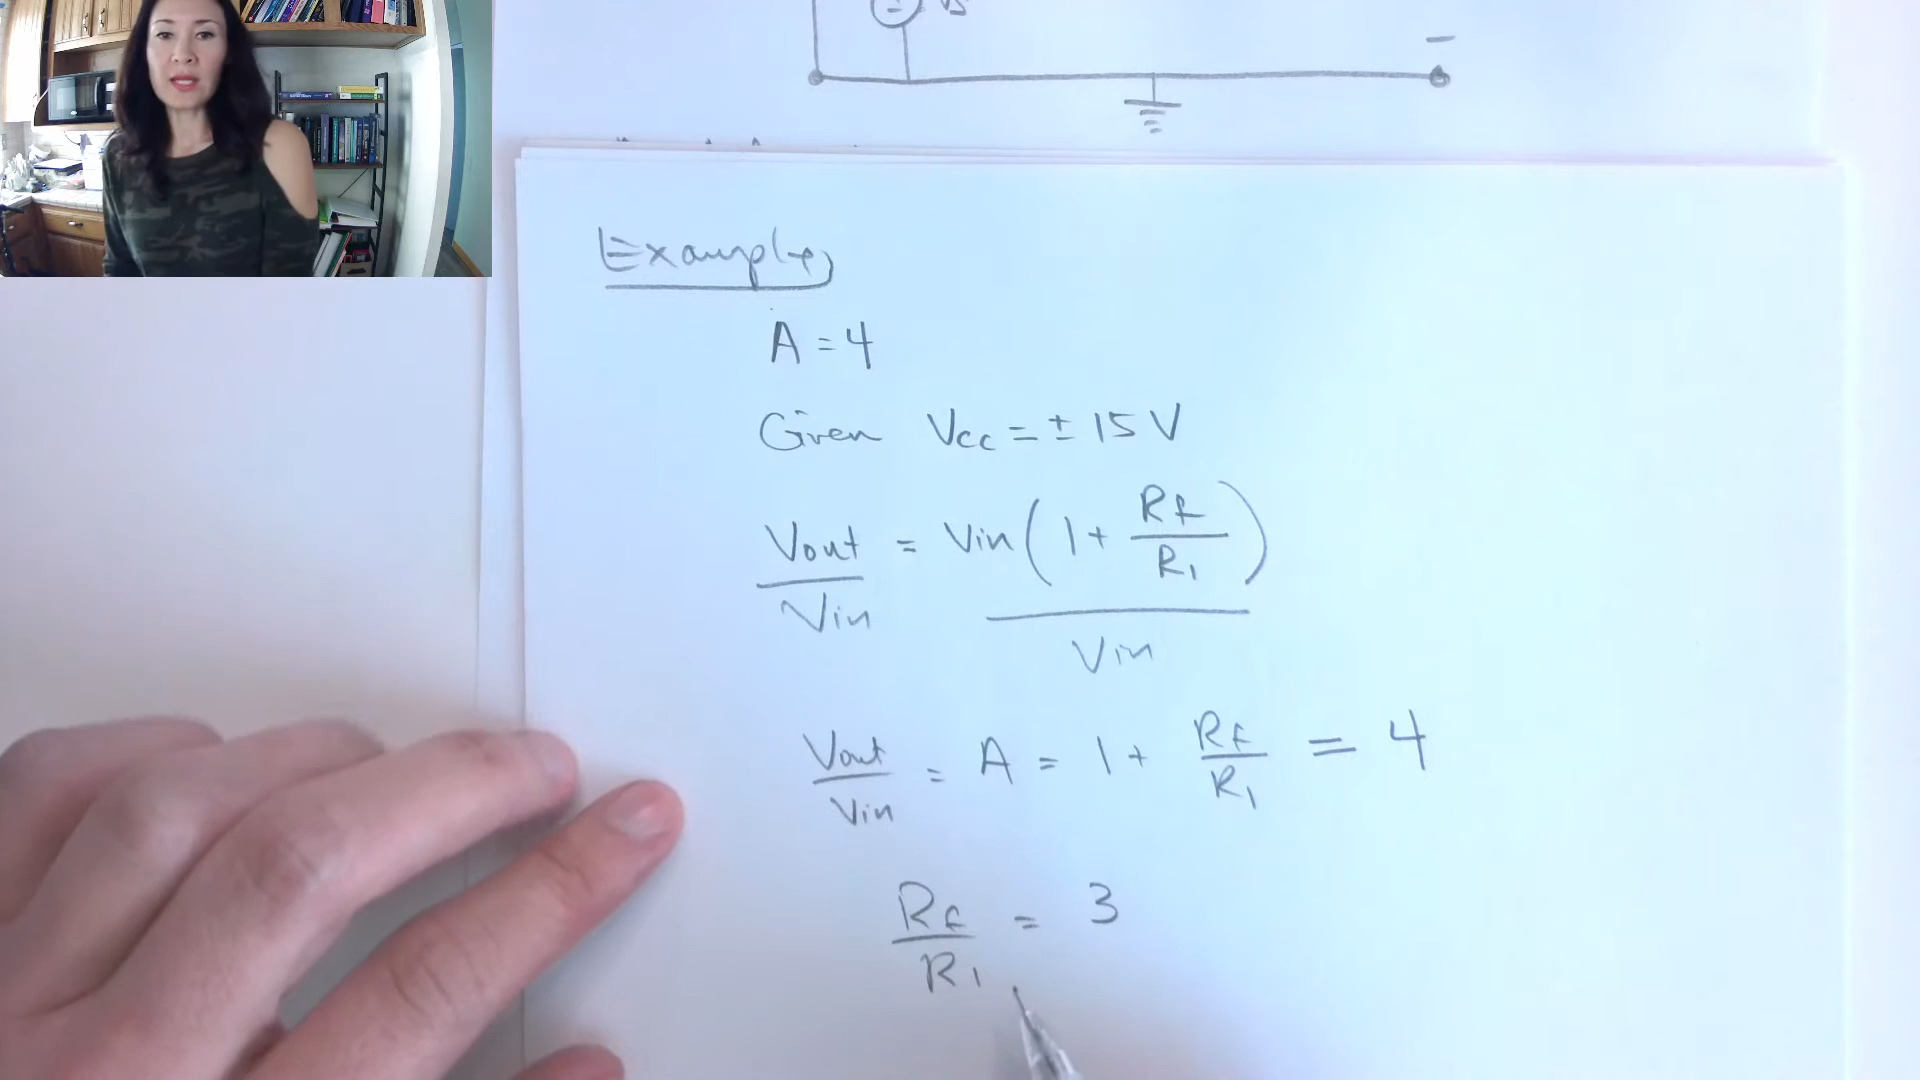 Vs
Example,
A = 4
Given Vcc = ± 15 V
Vout / Vin = Vin ( 1 + Rf / R1 ) / Vin
Vout / Vin = A = 1 + Rf / R1 = 4
Rf / R1 = 3